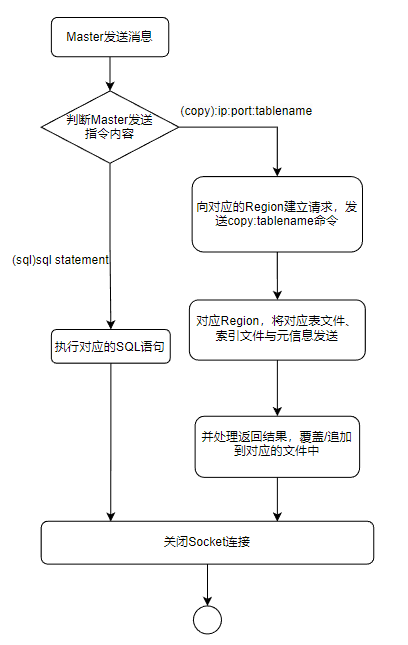 Master发送消息
判断Master发送
指令内容
(copy):ip:port:tablename
向对应的Region建立请求，发
送copy:tablename命令
(sql)sql statement
对应Region，将对应表文件、
索引文件与元信息发送
执行对应的SQL语句
并处理返回结果，覆盖/追加
到对应的文件中
关闭Socket连接